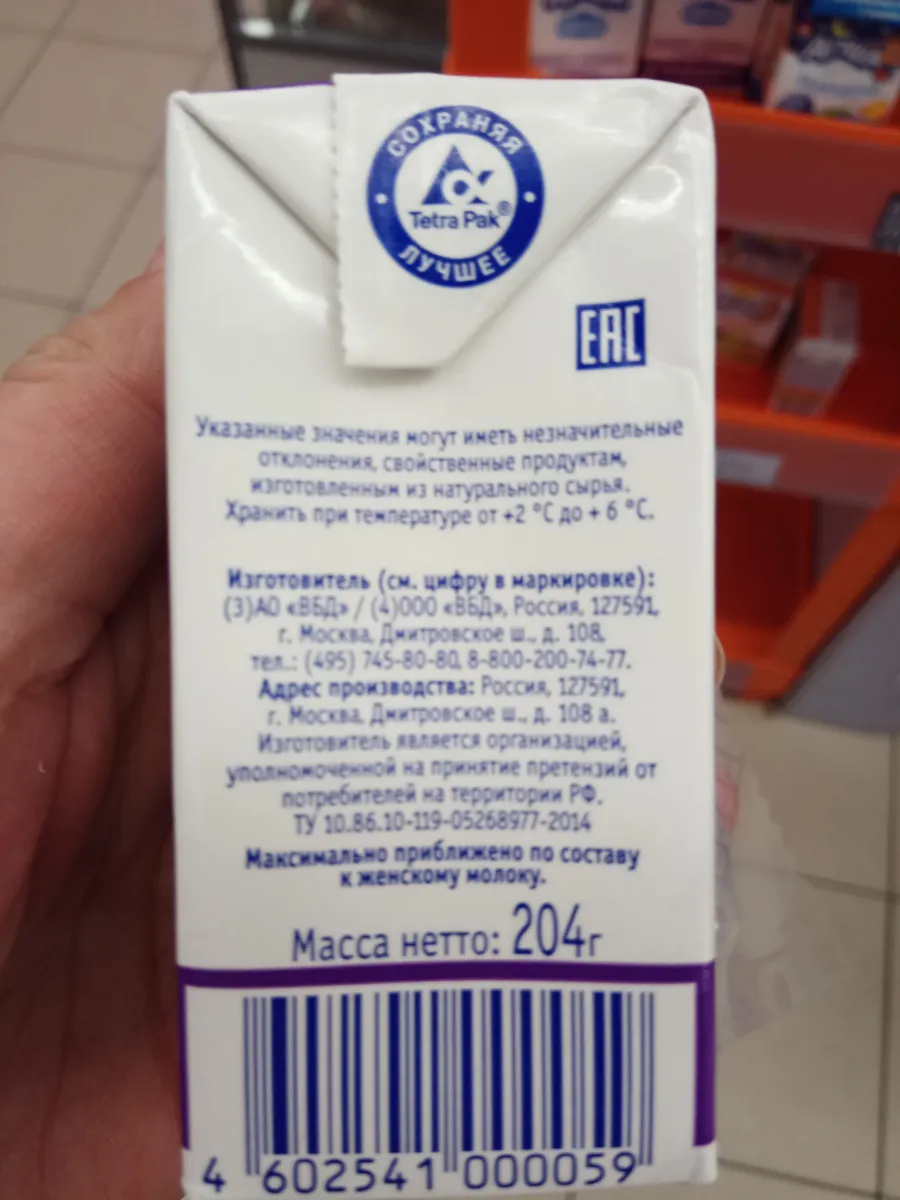 СОХРАНЯЯ
Tetra Pak®
ЛУЧШЕЕ
EAC
Указанные значения могут иметь незначительные
отклонения, свойственные продуктам,
изготовленным из натурального сырья.
Хранить при температуре от +2 °С до + 6 °С.
Изготовитель (см. цифру в маркировке):
(3)АО «ВБД» / (4)ООО «ВБД», Россия, 127591,
г. Москва, Дмитровское ш., д. 108,
тел.: (495) 745-80-80, 8-800-200-74-77.
Адрес производства: Россия, 127591,
г. Москва, Дмитровское ш., д. 108 а.
Изготовитель является организацией,
уполномоченной на принятие претензий от
потребителей на территории РФ.
ТУ 10.86.10-119-05268977-2014
Максимально приближено по составу
к женскому молоку.
Масса нетто: 204г
4 602541 000059